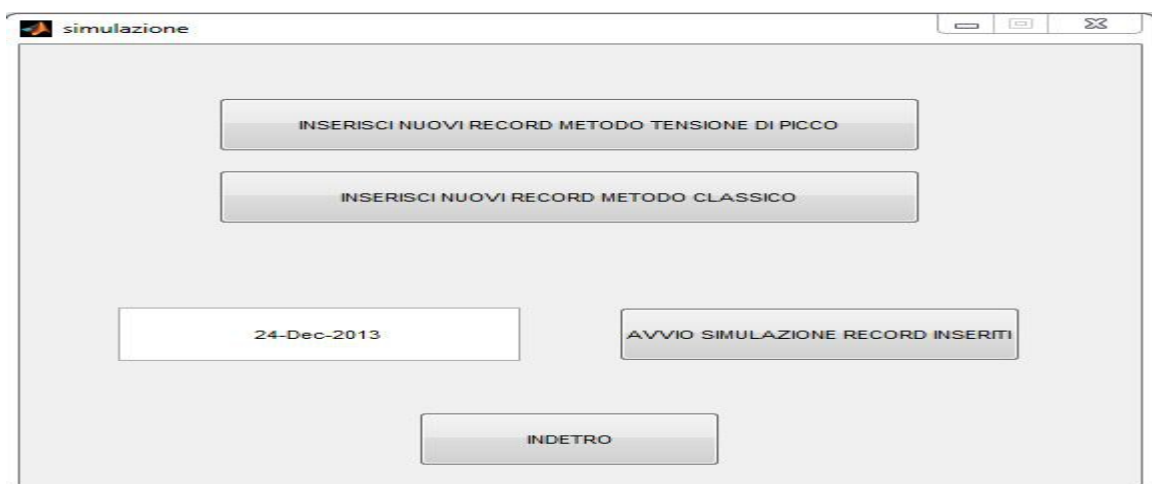 simulazione
INSERISCI NUOVI RECORD METODO TENSIONE DI PICCO
INSERISCI NUOVI RECORD METODO CLASSICO
24-Dec-2013
AVVIO SIMULAZIONE RECORD INSERITI
INDETRO